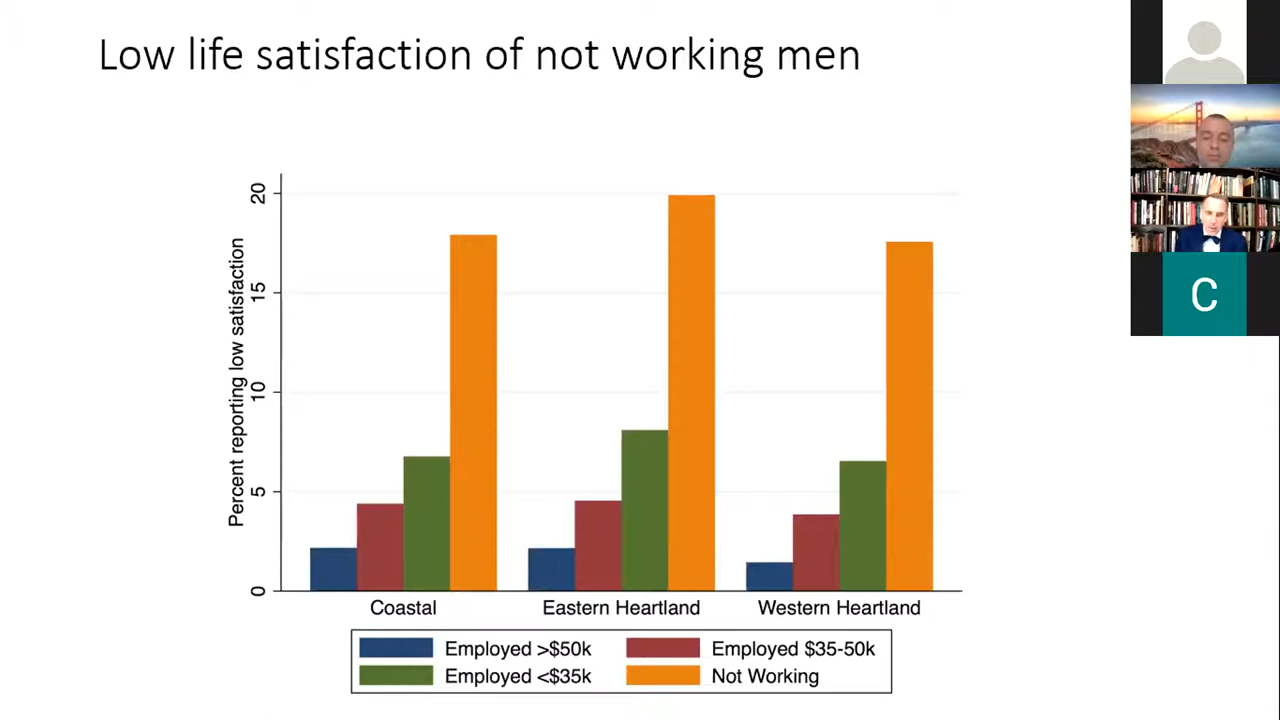 Low life satisfaction of not working men
Percent reporting low satisfaction
20
15
10
5
0
Coastal
Eastern Heartland
Western Heartland
Employed >$50k
Employed $35-50k
Employed <$35k
Not Working
C